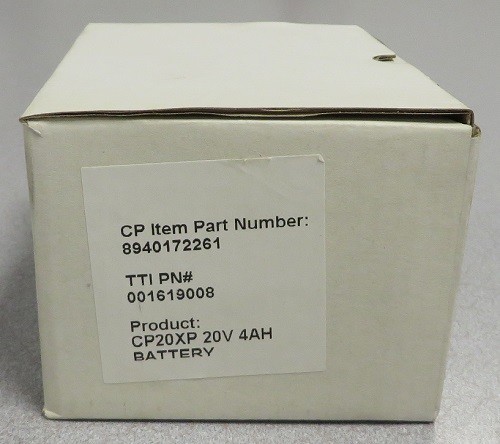 CP Item Part Number:
8940172261
TTI PN#
001619008
Product:
CP20XP 20V 4AH
BATTERY